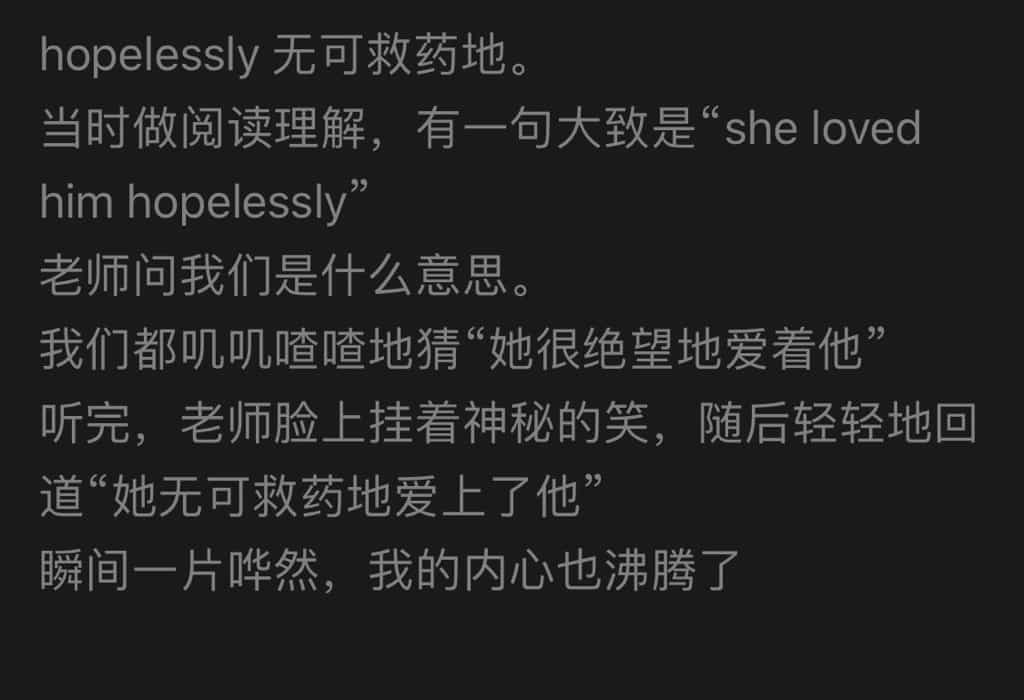 hopelessly 无可救药地。
当时做阅读理解，有一句大致是“she loved
him hopelessly”
老师问我们是什么意思。
我们都叽叽喳喳地猜“她很绝望地爱着他”
听完，老师脸上挂着神秘的笑，随后轻轻地回
道“她无可救药地爱上了他”
瞬间一片哗然，我的内心也沸腾了